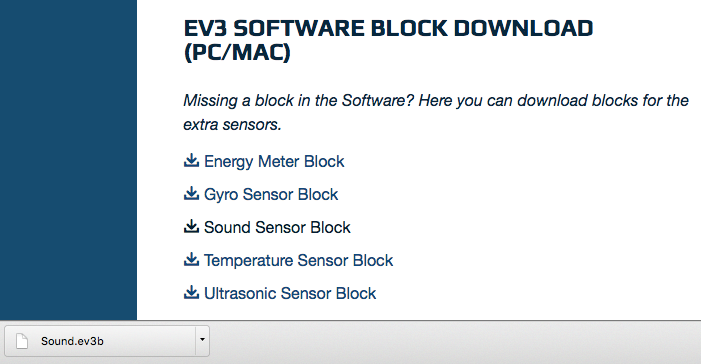 EV3 SOFTWARE BLOCK DOWNLOAD
(PC/MAC)
Missing a block in the Software? Here you can download blocks for the
extra sensors.
Energy Meter Block
Gyro Sensor Block
Sound Sensor Block
Temperature Sensor Block
Ultrasonic Sensor Block
Sound.ev3b